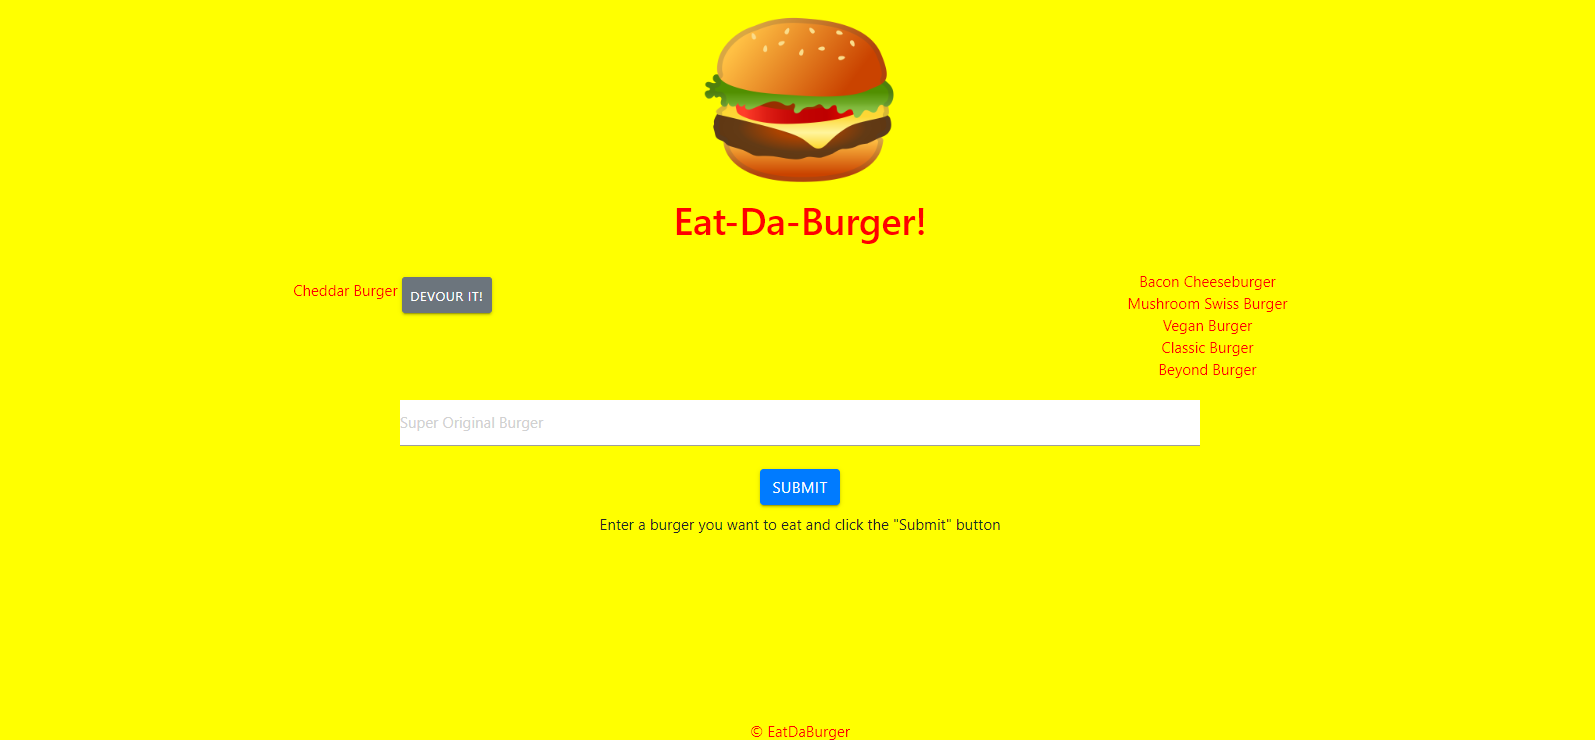 Eat-Da-Burger!
Cheddar Burger DEVOUR IT!
Bacon Cheeseburger
Mushroom Swiss Burger
Vegan Burger
Classic Burger
Beyond Burger
Super Original Burger
SUBMIT
Enter a burger you want to eat and click the "Submit" button
© EatDaBurger